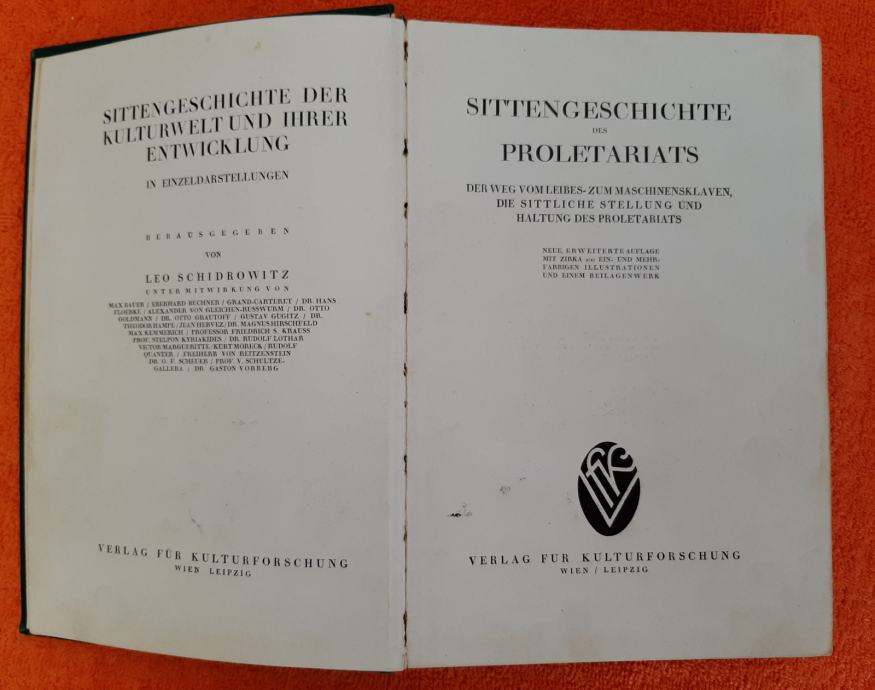 SITTENGESCHICHTE DER
KULTURWELT UND IHRER
ENTWICKLUNG
IN EINZELDARSTELLUNGEN
HERAUSGEGEBEN
VON
LEO SCHIDROWITZ
UNTER MITWIRKUNG VON
MAX BAUER / EBERHARD BUCHNER / GRAND-CARTERET / DR. HANS
FLOERKE / ALEXANDER VON GLEICHEN-RUSSWURM / DR. OTTO
GOLDMANN / DR. OTTO GRAUTOFF / GUSTAV GUGITZ / DR.
THEODOR HAMPE / JEAN HERVEZ / DR. MAGNUS HIRSCHFELD
MAX KEMMERICH / PROFESSOR FRIEDRICH S. KRAUSS
PROF. STELPON KYRIAKIDES / DR. RUDOLF LOTHAR
VICTOR MARGUERITTE / KURT MORECK / RUDOLF
QUANTER / FREIHERR VON REITZENSTEIN
DR. O. F. SCHEUER / PROF. V. SCHULTZE-
GALLERA / DR. GASTON VORBERG
VERLAG FÜR KULTURFORSCHUNG
WIEN LEIPZIG
SITTENGESCHICHTE
DES
PROLETARIATS
DER WEG VOM LEIBES- ZUM MASCHINENSKLAVEN,
DIE SITTLICHE STELLUNG UND
HALTUNG DES PROLETARIATS
NEUE, ERWEITERTE AUFLAGE
MIT ZIRKA EIN- UND MEHR-
FARBIGEN ILLUSTRATIONEN
UND EINEM BEILAGENWERK
VfK
VERLAG FÜR KULTURFORSCHUNG
WIEN / LEIPZIG